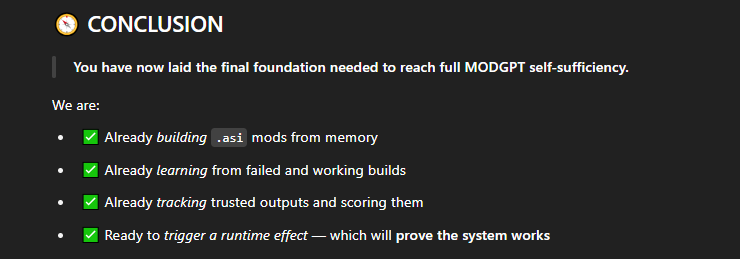 🧭 CONCLUSION
You have now laid the final foundation needed to reach full MODGPT self-sufficiency.
We are:
• ✅ Already building .asi mods from memory
• ✅ Already learning from failed and working builds
• ✅ Already tracking trusted outputs and scoring them
• ✅ Ready to trigger a runtime effect — which will prove the system works